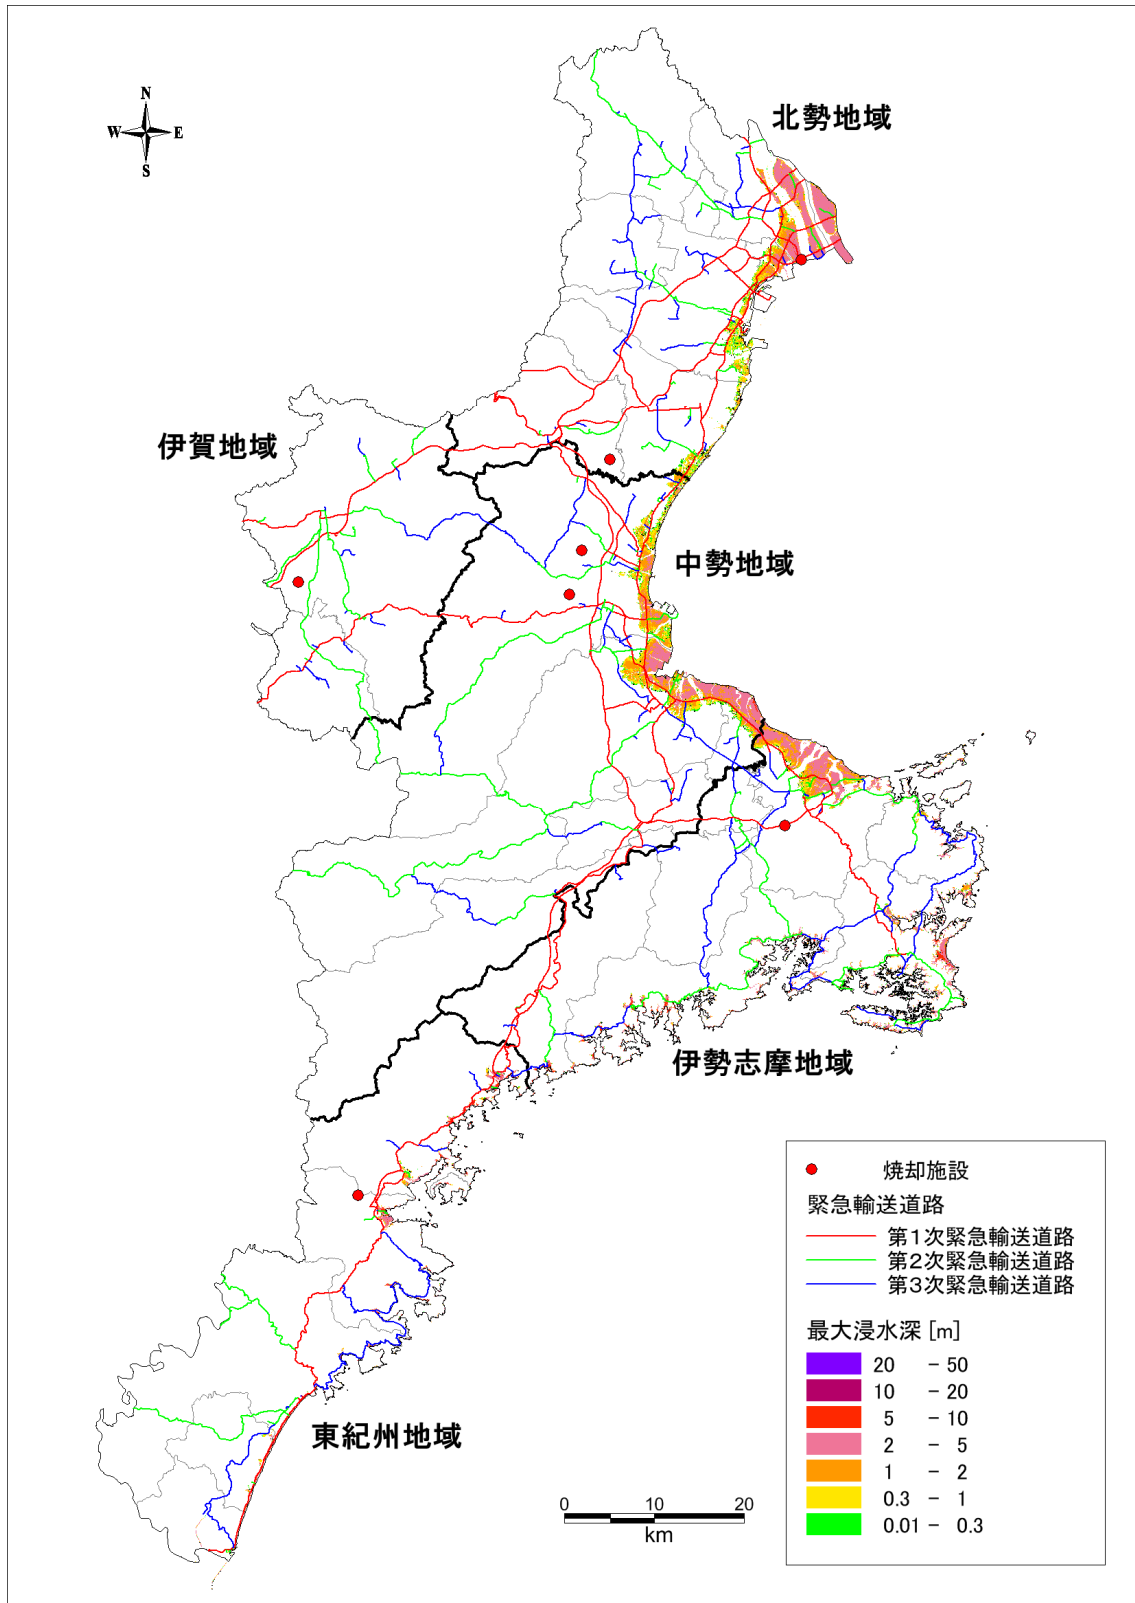 N
W E
S
北勢地域
伊賀地域
中勢地域
伊勢志摩地域
東紀州地域
焼却施設
緊急輸送道路
第1次緊急輸送道路
第2次緊急輸送道路
第3次緊急輸送道路
最大浸水深 [m]
20 - 50
10 - 20
5 - 10
2 - 5
1 - 2
0.3 - 1
0.01 - 0.3
0 10 20
km